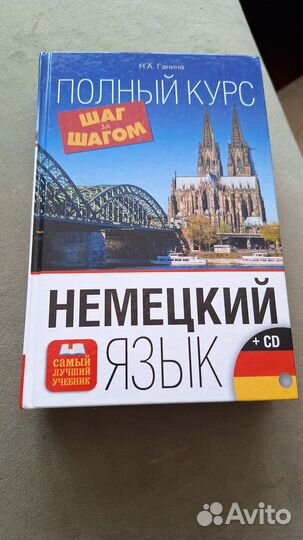 Н.А. Ганина
ПОЛНЫЙ КУРС
ШАГ
ЗА
ШАГОМ
НЕМЕЦКИЙ
ЯЗЫК
+ CD
САМЫЙ
ЛУЧШИЙ
УЧЕБНИК
Avito